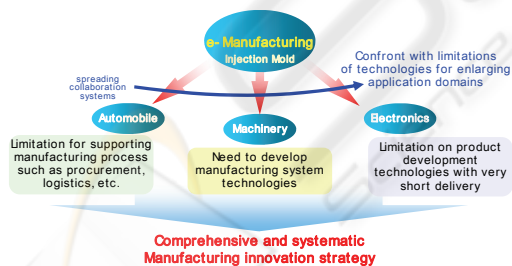 e- Manufacturing
Injection Mold
Confront with limitations
of technologies for enlarging
application domains
spreading
collaboration
systems
Automobile
Machinery
Electronics
Limitation for supporting
manufacturing process
such as procurement,
logistics, etc.
Need to develop
manufacturing system
technologies
Limitation on product
development
technologies with very
short delivery
Comprehensive and systematic
Manufacturing innovation strategy